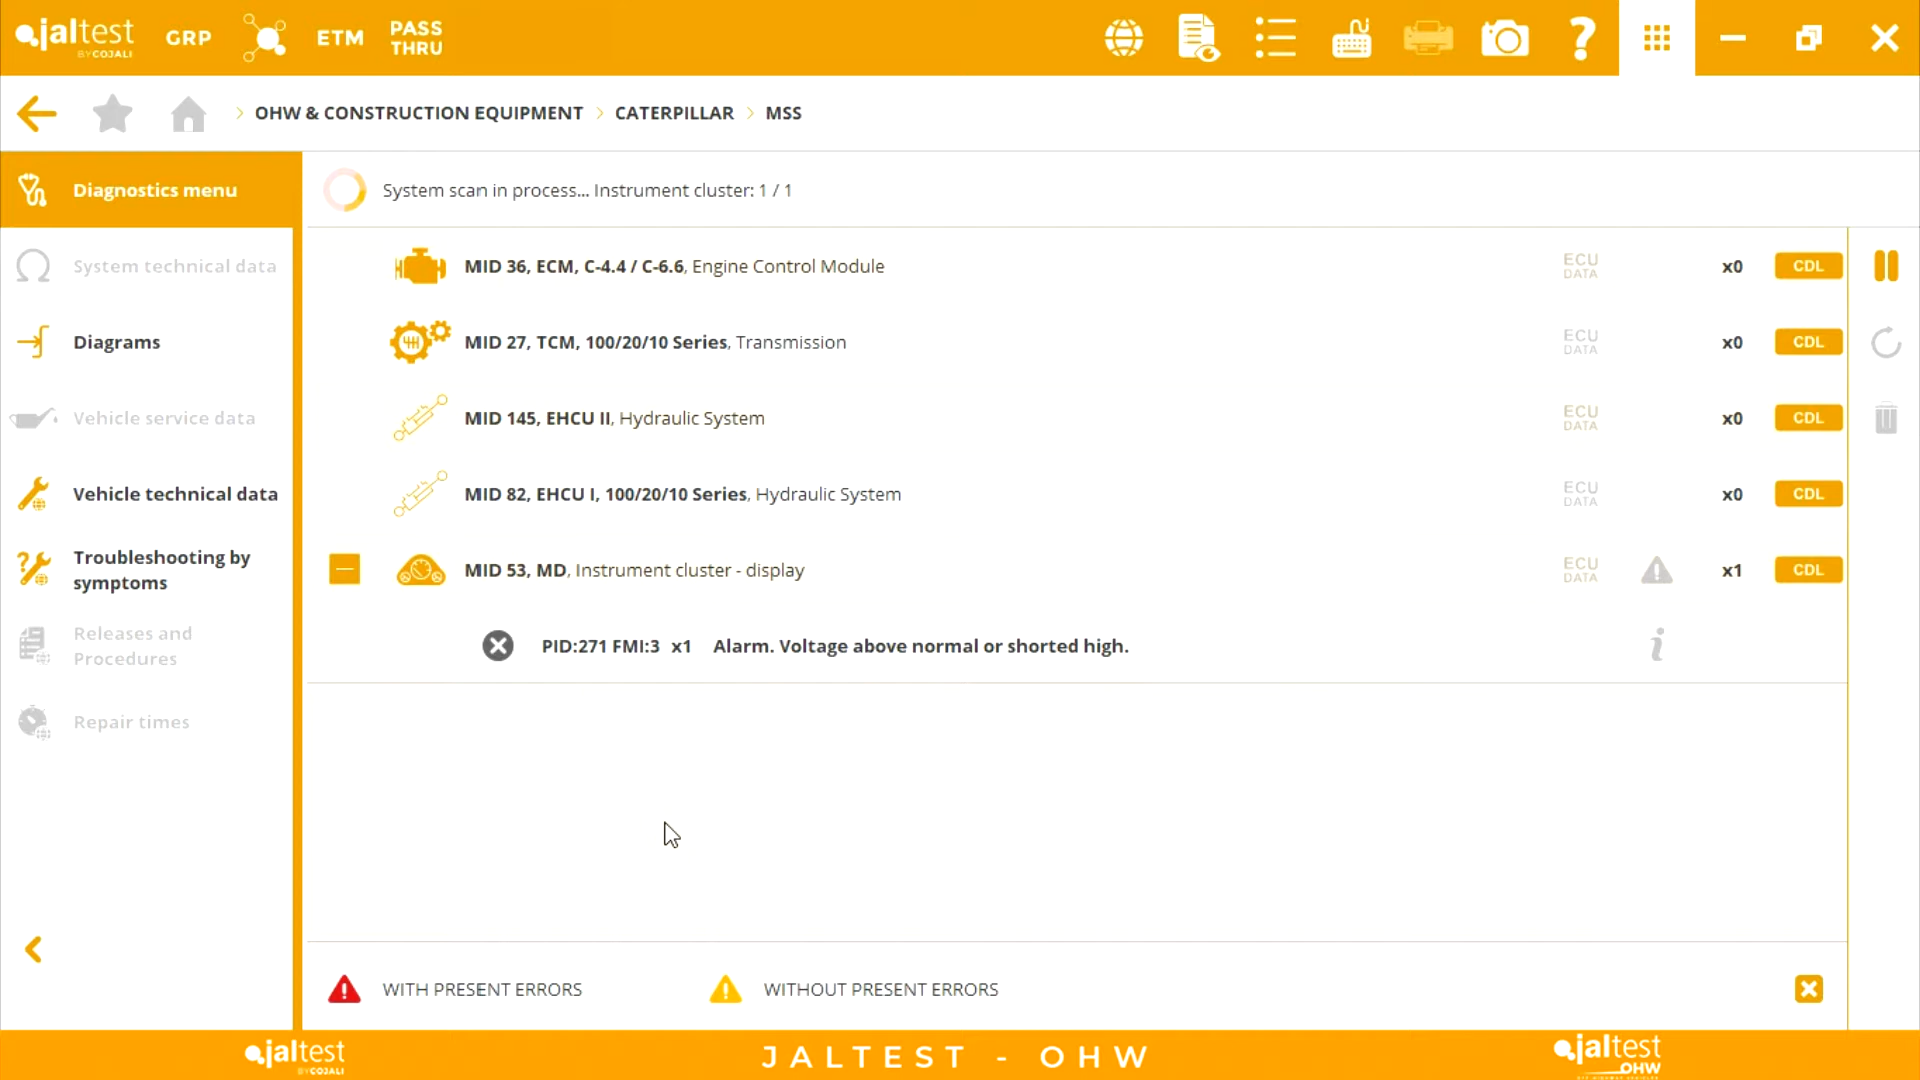 jaltest
BY COJALI
GRP
ETM
PASS
THRU
OHW & CONSTRUCTION EQUIPMENT
CATERPILLAR
MSS
Diagnostics menu
System technical data
Diagrams
Vehicle service data
Vehicle technical data
Troubleshooting by
symptoms
Releases and
Procedures
Repair times
System scan in process... Instrument cluster: 1 / 1
MID 36, ECM, C-4.4 / C-6.6, Engine Control Module
ECU
DATA
x0
CDL
MID 27, TCM, 100/20/10 Series, Transmission
ECU
DATA
x0
CDL
MID 145, EHCU II, Hydraulic System
ECU
DATA
x0
CDL
MID 82, EHCU I, 100/20/10 Series, Hydraulic System
ECU
DATA
x0
CDL
MID 53, MD, Instrument cluster - display
ECU
DATA
x1
CDL
PID:271 FMI:3 x1 Alarm. Voltage above normal or shorted high.
WITH PRESENT ERRORS
WITHOUT PRESENT ERRORS
jaltest
BY COJALI
JALTEST - OHW
jaltest
OHW